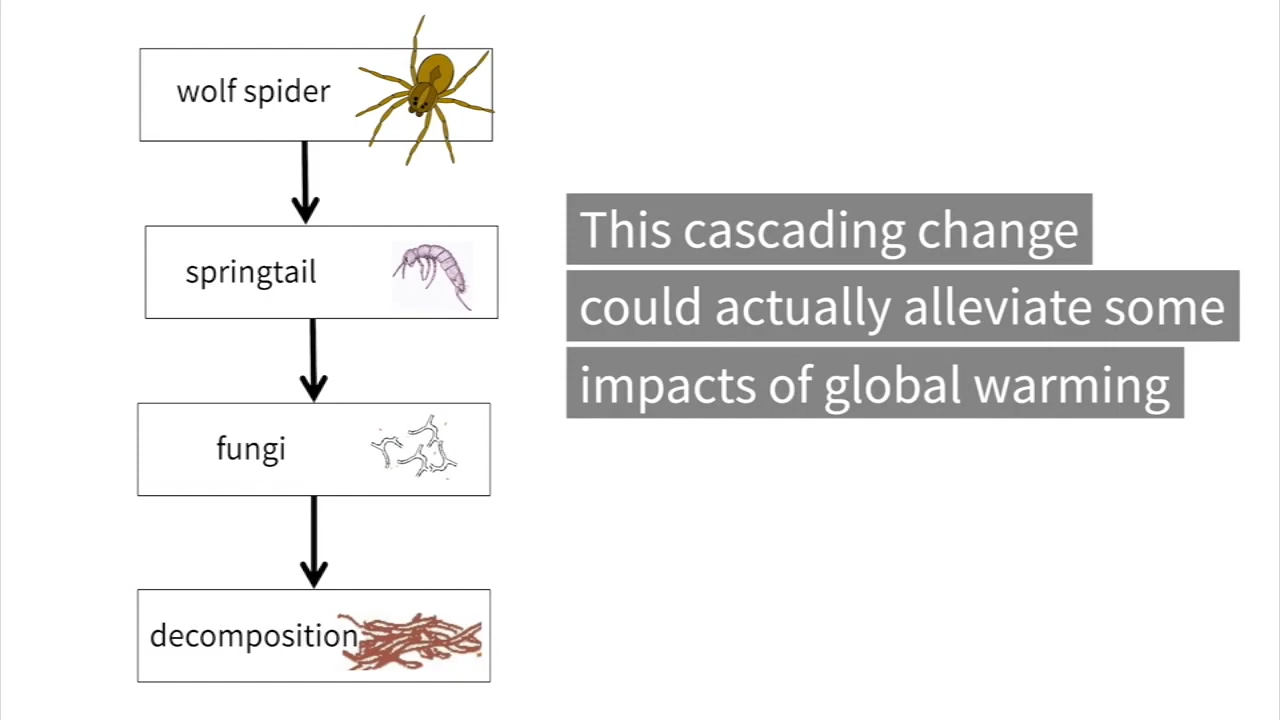 wolf spider
springtail
fungi
decomposition
This cascading change
could actually alleviate some
impacts of global warming